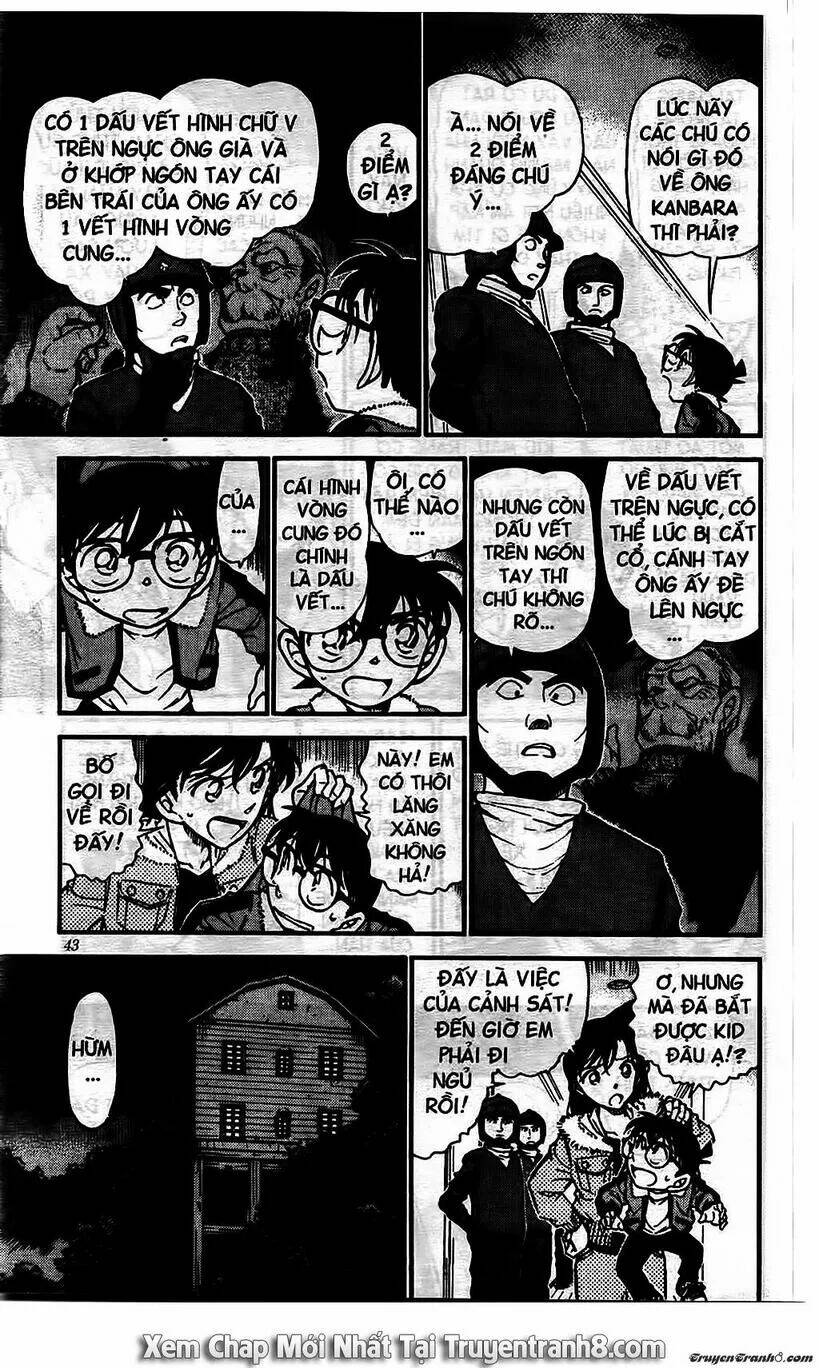 LÚC NÃY
CÁC CHÚ CÓ
NÓI GÌ ĐÓ
VỀ ÔNG
KANBARA
THÌ PHẢI?
À... NÓI VỀ
2 ĐIỂM
ĐÁNG CHÚ
Ý...
2
ĐIỂM
GÌ Ạ?
CÓ 1 DẤU VẾT HÌNH CHỮ V
TRÊN NGỰC ÔNG GIÀ VÀ
Ở KHỚP NGÓN TAY CÁI
BÊN TRÁI CỦA ÔNG ẤY CÓ
1 VẾT HÌNH VÒNG
CUNG...
VỀ DẤU VẾT
TRÊN NGỰC, CÓ
THỂ LÚC BỊ CẮT
CỔ, CÁNH TAY
ÔNG ẤY ĐÈ
LÊN NGỰC
...
NHƯNG CÒN
DẤU VẾT
TRÊN NGÓN
TAY THÌ
CHÚ KHÔNG
RÕ...
ÔI, CÓ
THỂ NÀO
...
CÁI HÌNH
VÒNG
CUNG ĐÓ
CHÍNH
LÀ DẤU
VẾT...
CỦA
...
NÀY! EM
CÓ THÔI
LĂNG
XĂNG
KHÔNG
HẢ!
BỐ
GỌI ĐI
VỀ RỒI
ĐẤY!
43
Ơ, NHƯNG
MÀ ĐÃ BẮT
ĐƯỢC KID
ĐÂU Ạ!?
ĐẤY LÀ VIỆC
CỦA CẢNH SÁT!
ĐẾN GIỜ EM
PHẢI ĐI
NGỦ
RỒI!
HỪM
...
Xem Chap Mới Nhất Tại Truyentranh8.com
TruyenTranh8.com